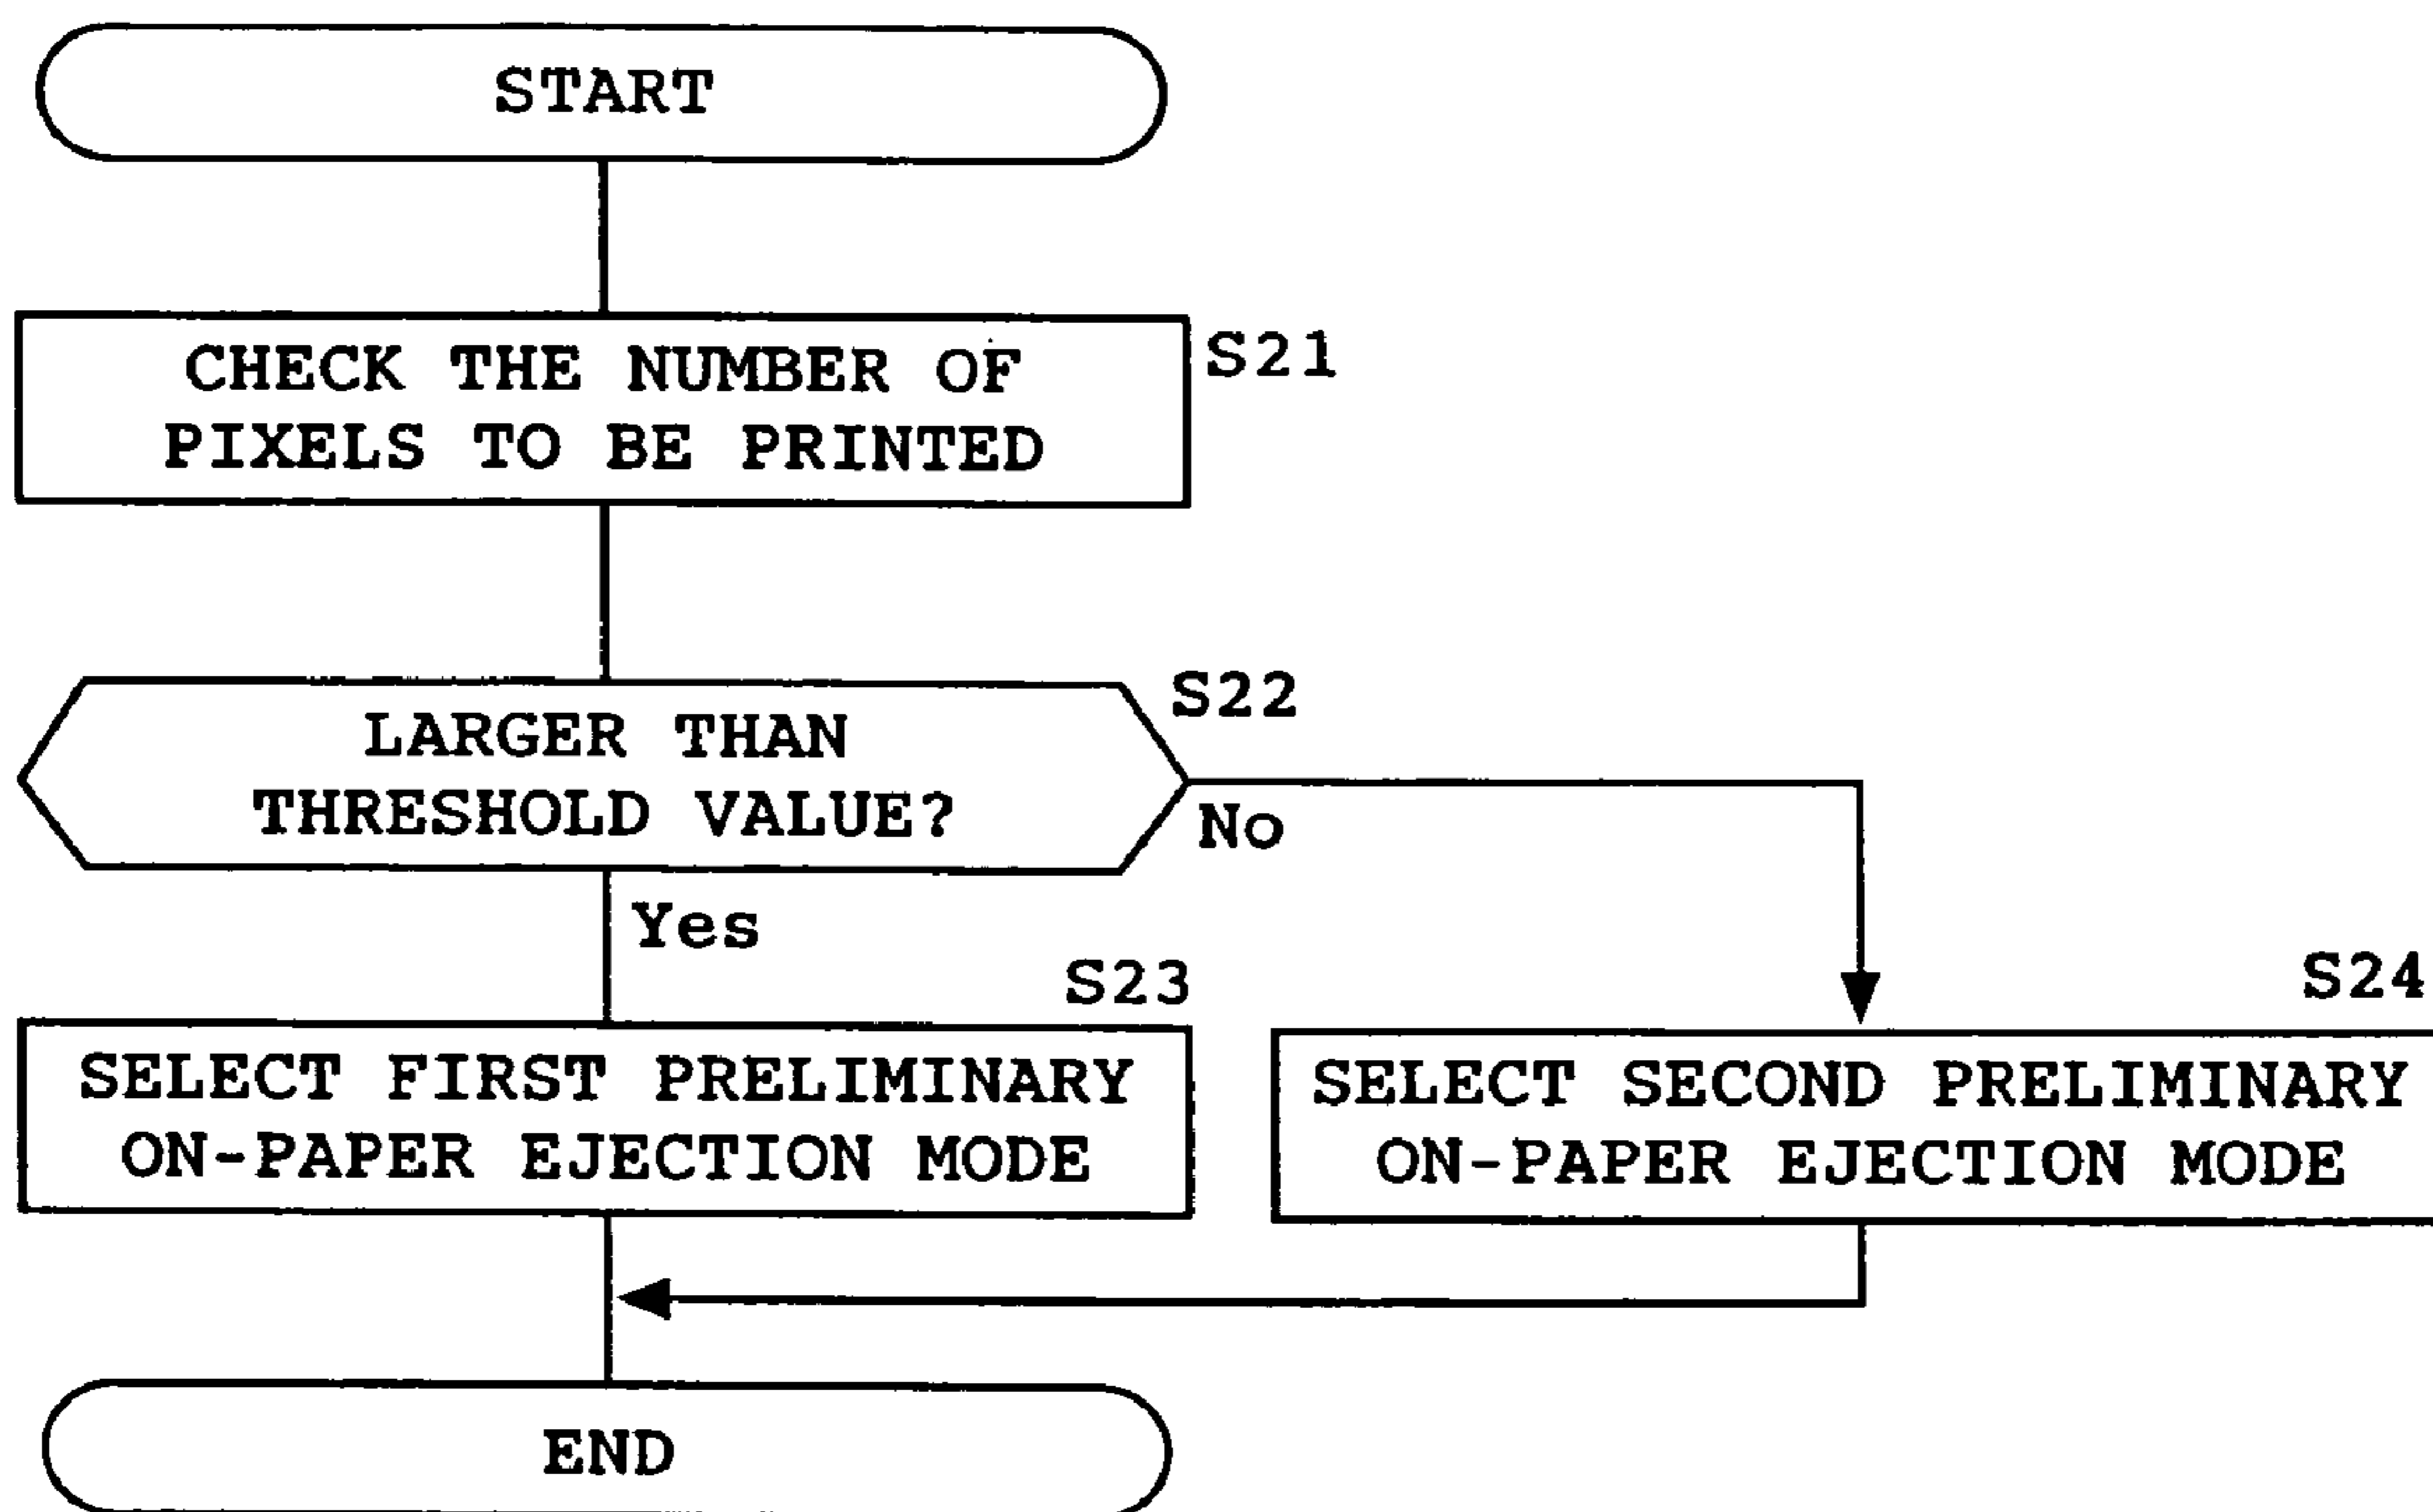 START
CHECK THE NUMBER OF
PIXELS TO BE PRINTED
S21
LARGER THAN
THRESHOLD VALUE?
S22
No
Yes
S23
SELECT FIRST PRELIMINARY
ON-PAPER EJECTION MODE
S24
SELECT SECOND PRELIMINARY
ON-PAPER EJECTION MODE
END